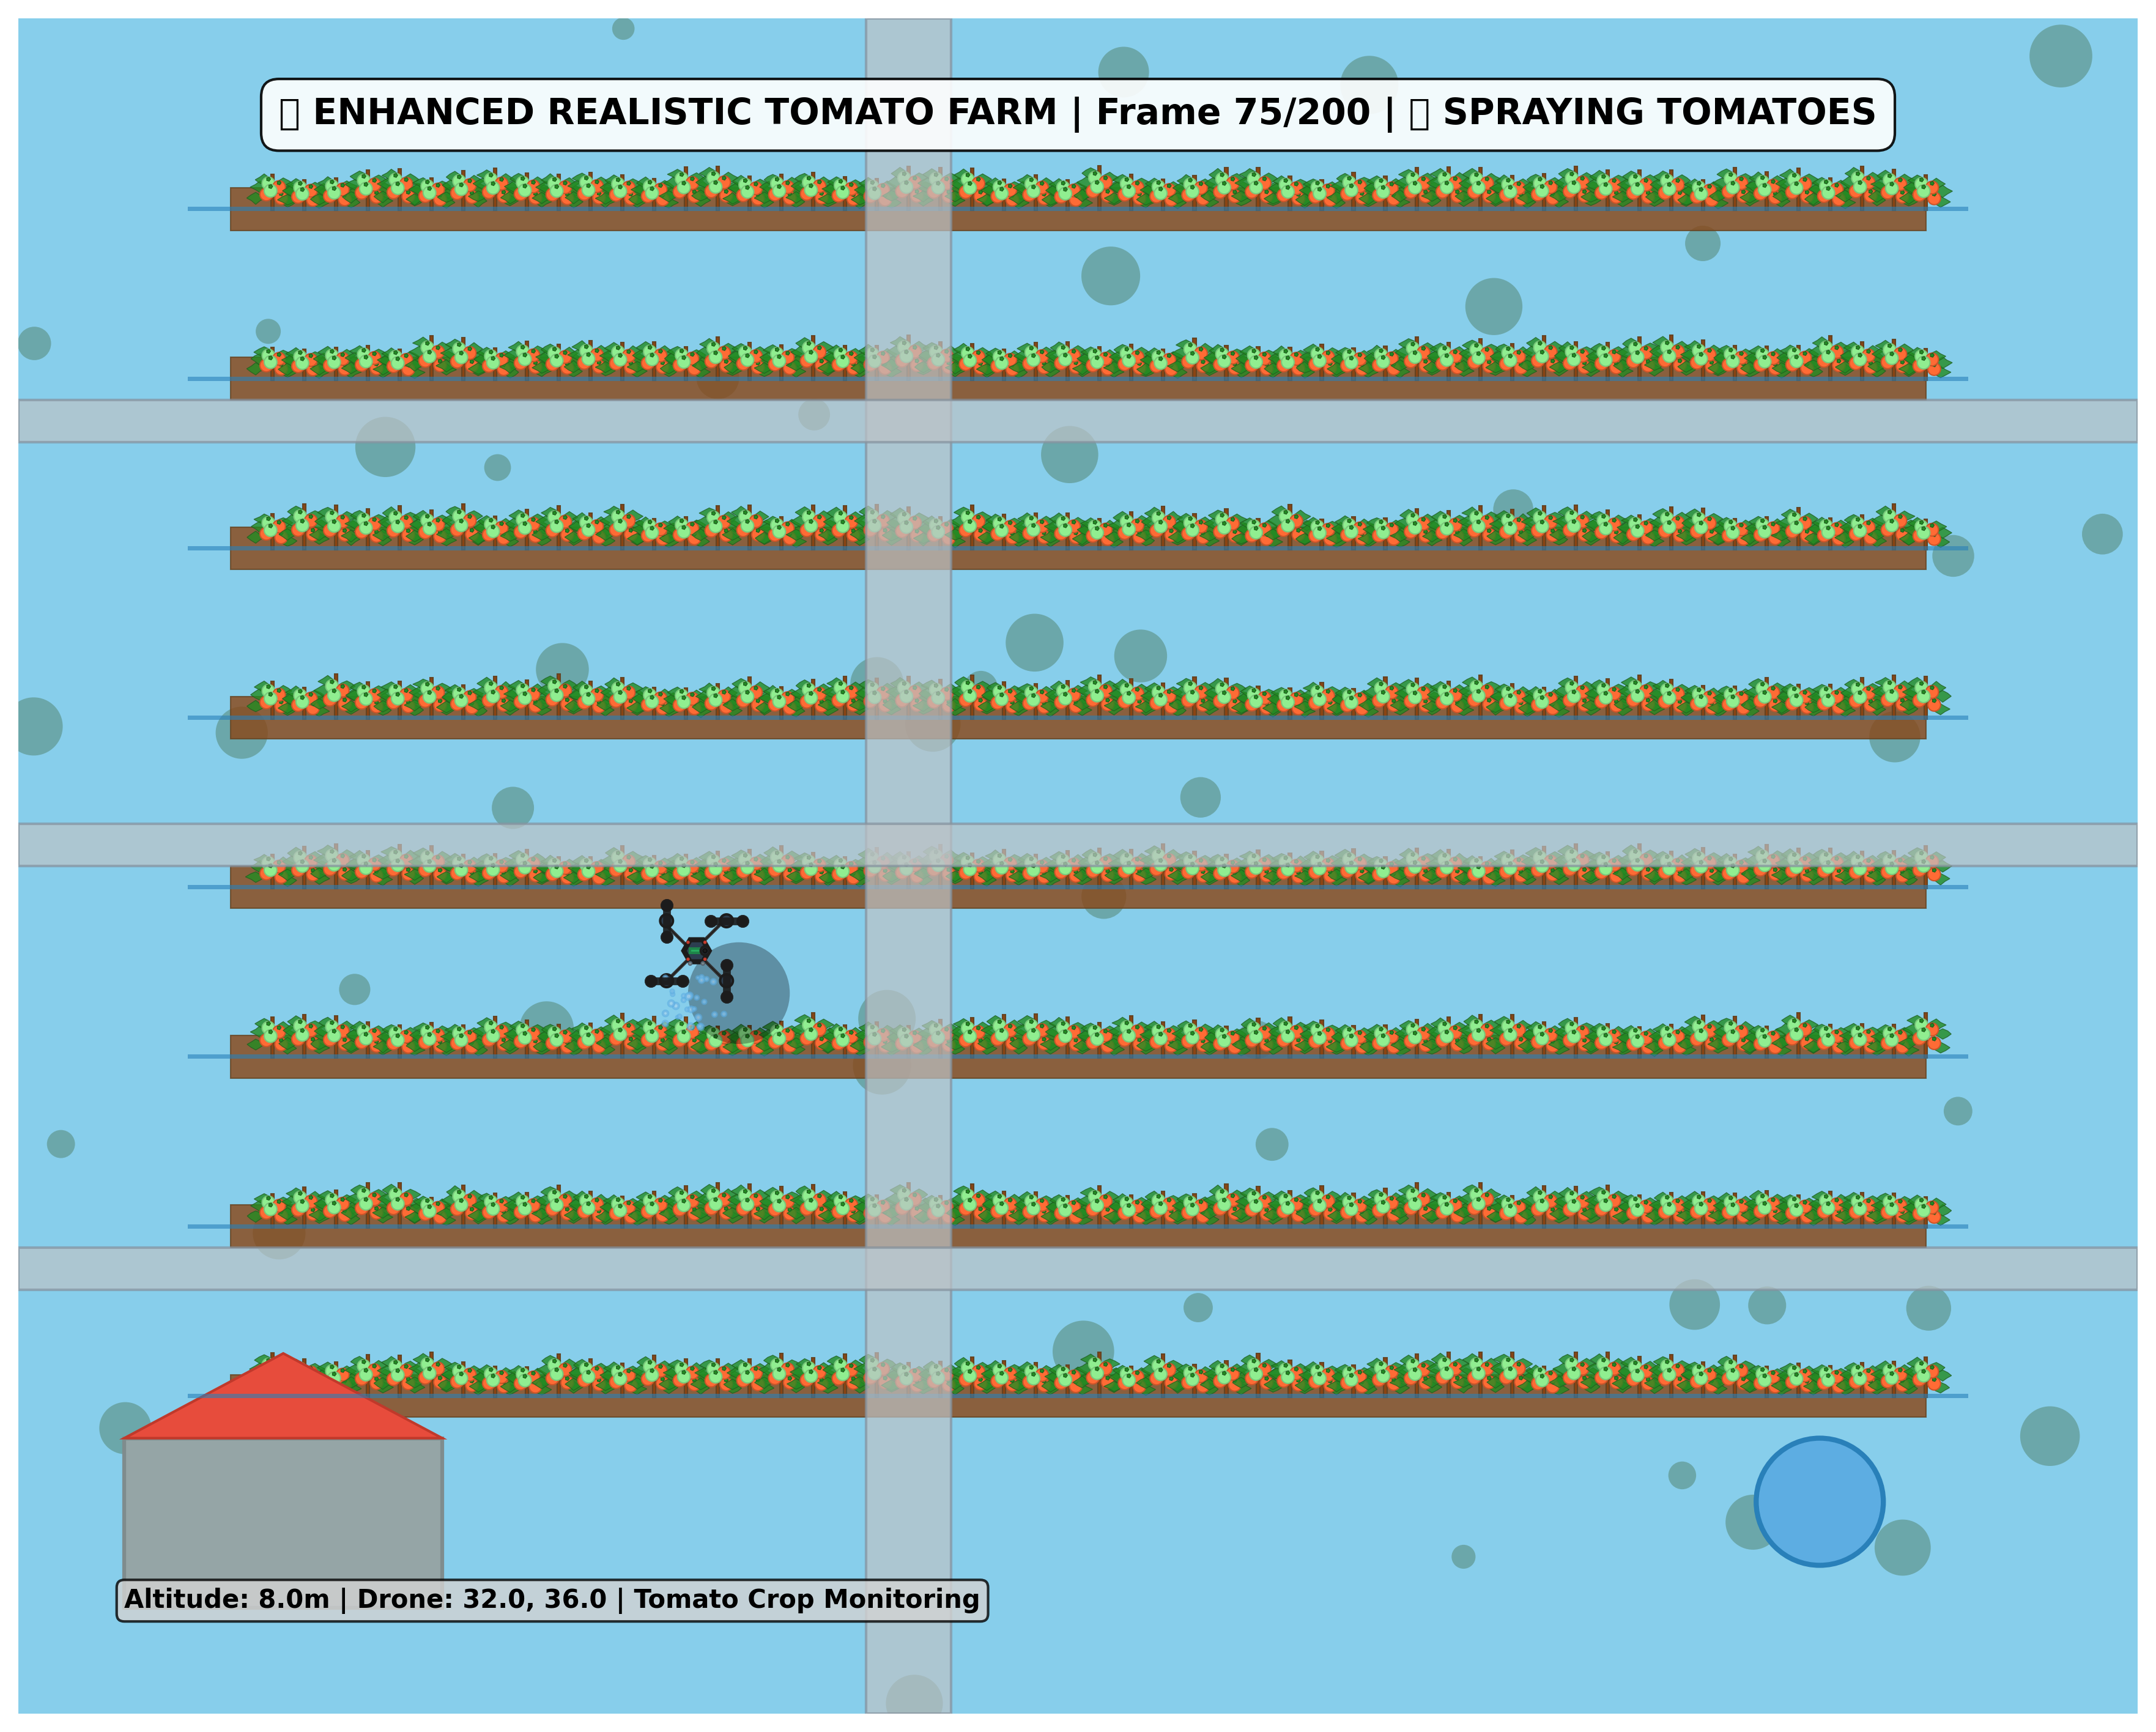 ▯ ENHANCED REALISTIC TOMATO FARM | Frame 75/200 | ▯ SPRAYING TOMATOES
Altitude: 8.0m | Drone: 32.0, 36.0 | Tomato Crop Monitoring